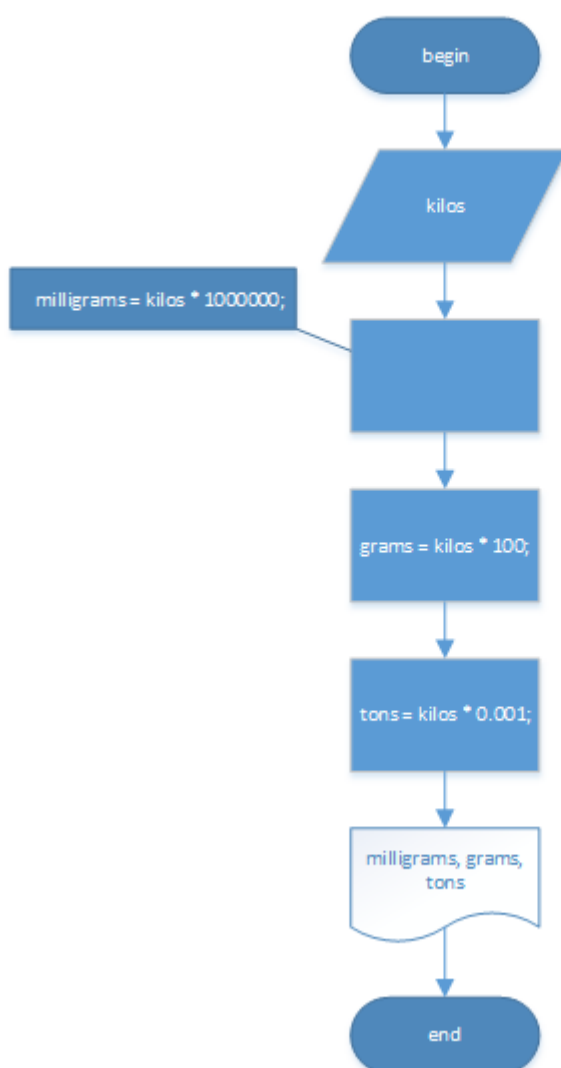 begin
kilos
milligrams = kilos * 1000000;
grams = kilos * 100;
tons = kilos * 0.001;
milligrams, grams,
tons
end